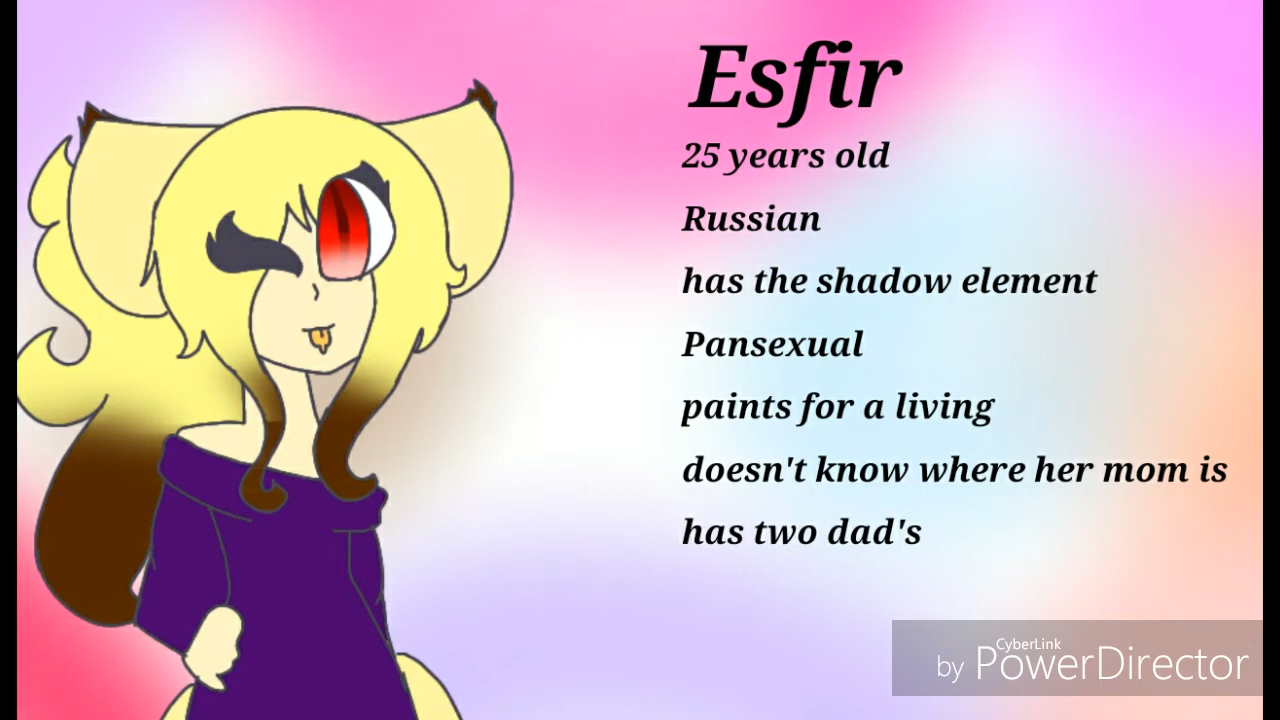 Esfir
25 years old
Russian
has the shadow element
Pansexual
paints for a living
doesn't know where her mom is
has two dad's
CyberLink
by PowerDirector